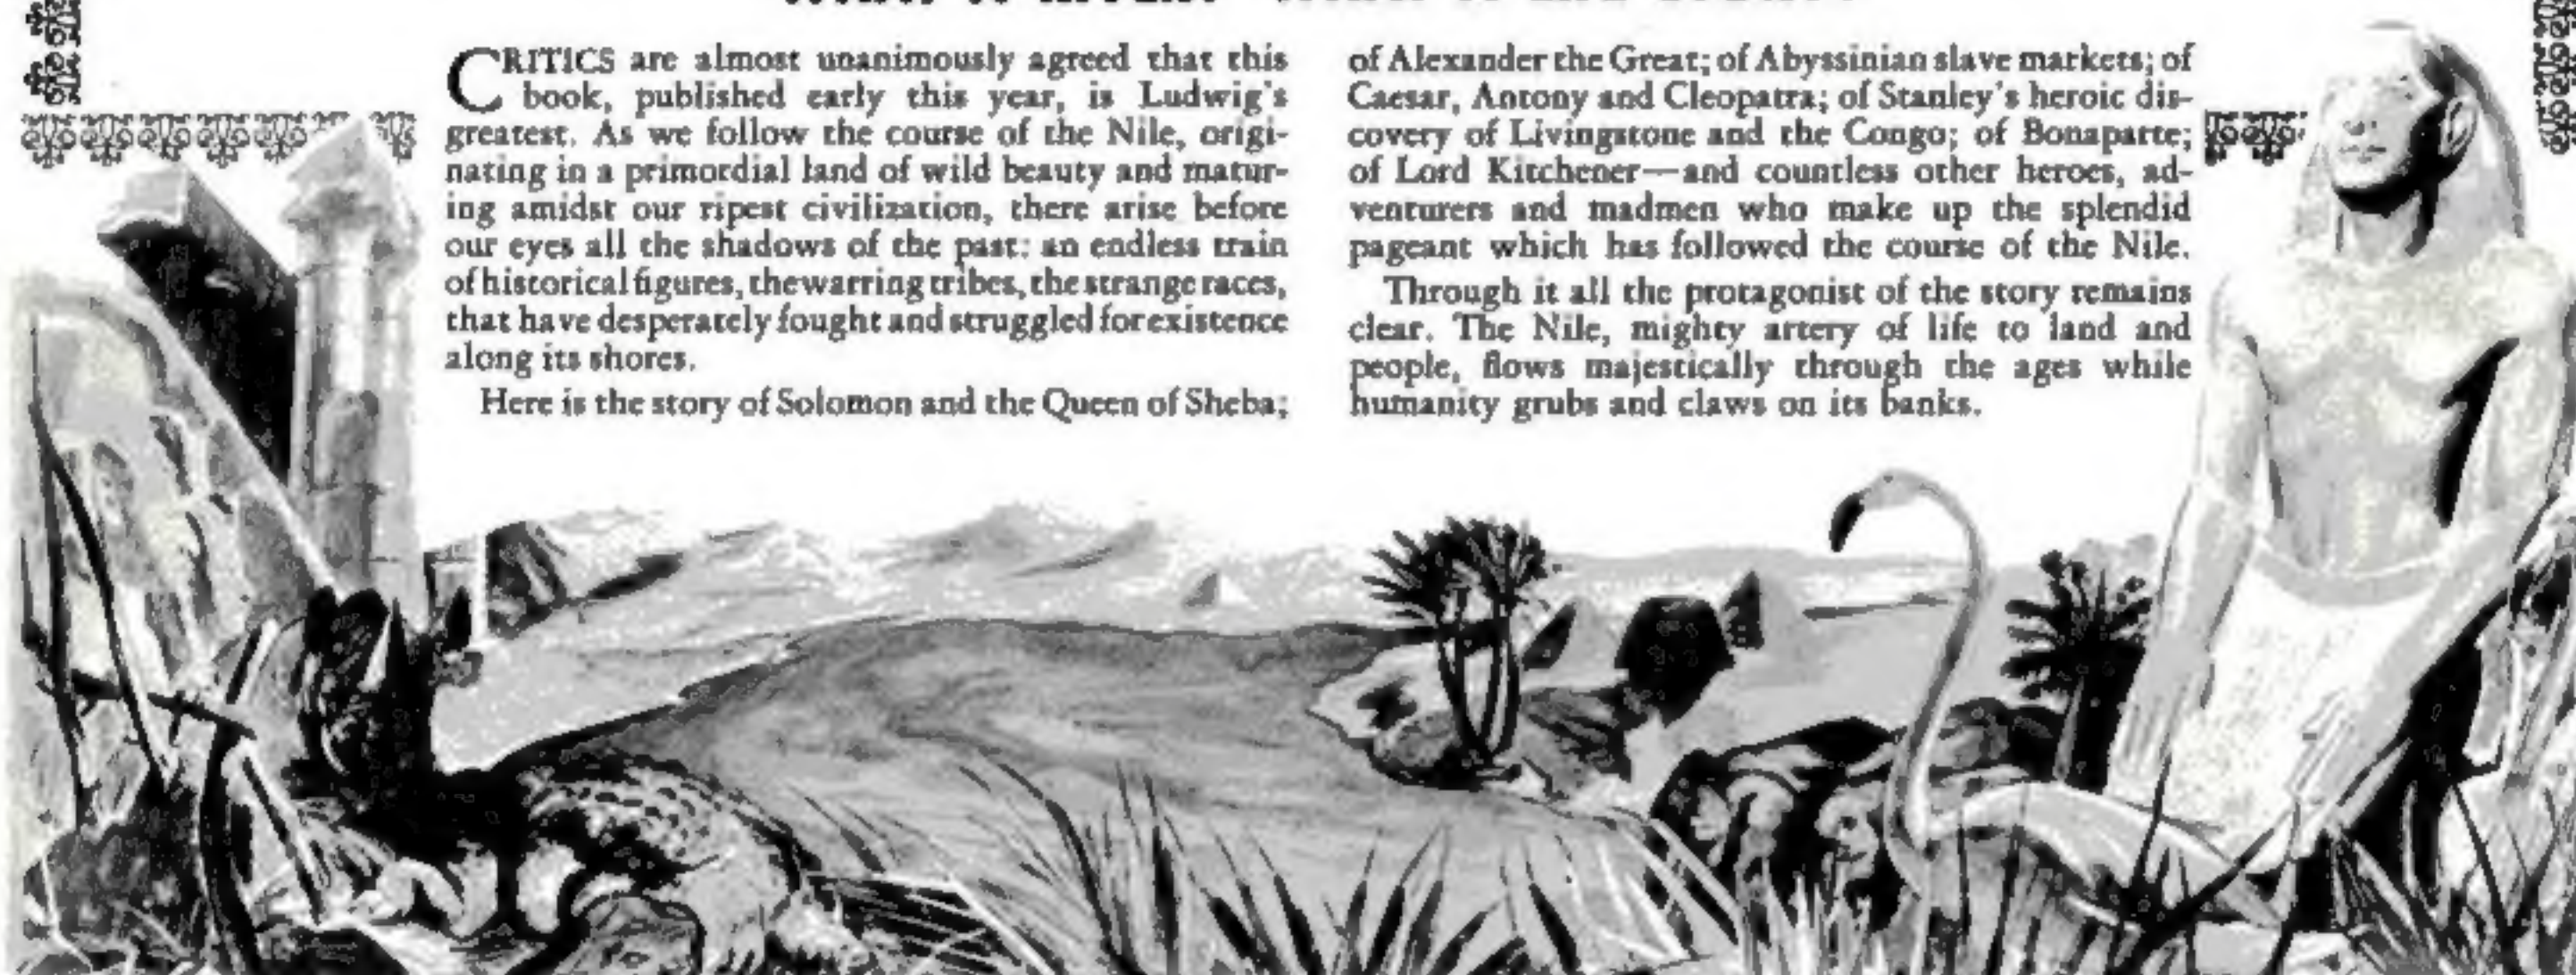 CRITICS are almost unanimously agreed that this
book, published early this year, is Ludwig's
greatest. As we follow the course of the Nile, origi-
nating in a primordial land of wild beauty and matur-
ing amidst our ripest civilization, there arise before
our eyes all the shadows of the past: an endless train
of historical figures, the warring tribes, the strange races,
that have desperately fought and struggled for existence
along its shores.
Here is the story of Solomon and the Queen of Sheba;
of Alexander the Great; of Abyssinian slave markets; of
Caesar, Antony and Cleopatra; of Stanley's heroic dis-
covery of Livingstone and the Congo; of Bonaparte;
of Lord Kitchener—and countless other heroes, ad-
venturers and madmen who make up the splendid
pageant which has followed the course of the Nile.
Through it all the protagonist of the story remains
clear. The Nile, mighty artery of life to land and
people, flows majestically through the ages while
humanity grubs and claws on its banks.